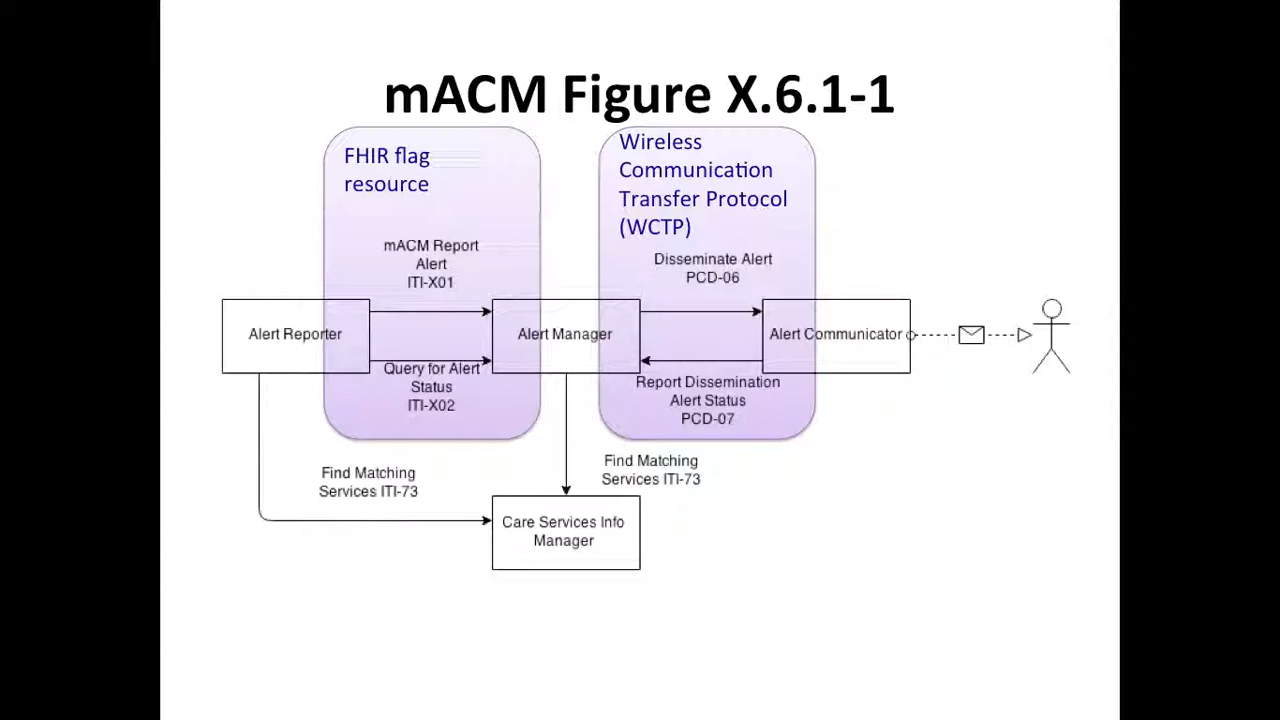 mACM Figure X.6.1-1
FHIR flag
resource
Wireless
Communication
Transfer Protocol
(WCTP)
mACM Report
Alert
ITI-X01
Disseminate Alert
PCD-06
Alert Reporter
Alert Manager
Alert Communicator
Query for Alert
Status
ITI-X02
Report Dissemination
Alert Status
PCD-07
Find Matching
Services ITI-73
Find Matching
Services ITI-73
Care Services Info
Manager